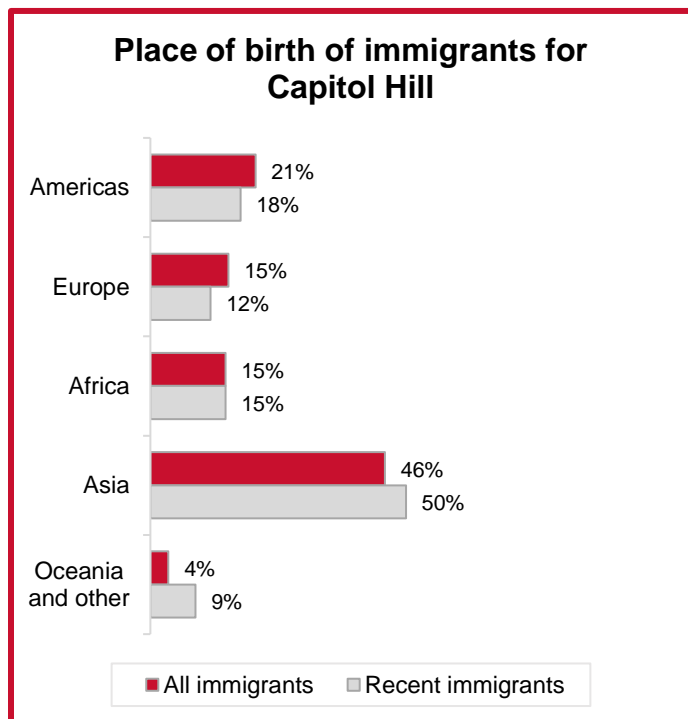 Place of birth of immigrants for
Capitol Hill
Americas
21%
18%
Europe
15%
12%
Africa
15%
15%
Asia
46%
50%
Oceania
and other
4%
9%
All immigrants
Recent immigrants